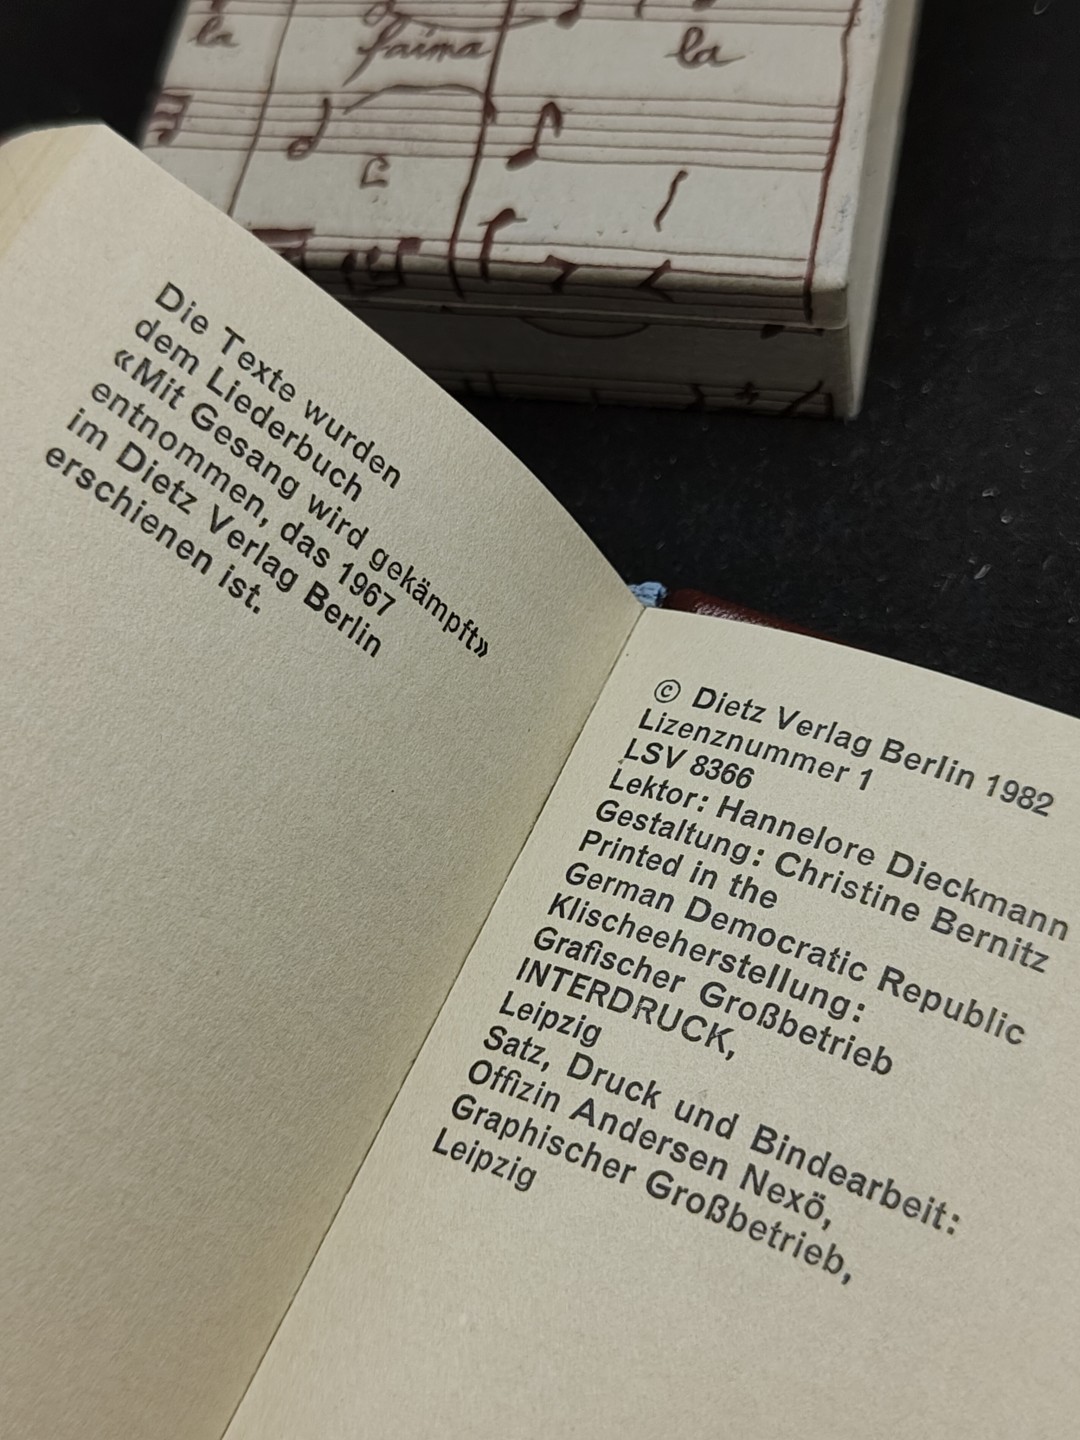 la
faima
la
Die Texte wurden
dem Liederbuch
«Mit Gesang wird gekämpft»
entnommen, das 1967
im Dietz Verlag Berlin
erschienen ist.
© Dietz Verlag Berlin 1982
Lizenznummer 1
LSV 8366
Lektor: Hannelore Dieckmann
Gestaltung: Christine Bernitz
Printed in the
German Democratic Republic
Klischeeherstellung:
Grafischer Großbetrieb
INTERDRUCK,
Leipzig
Satz, Druck und Bindearbeit:
Offizin Andersen Nexö,
Graphischer Großbetrieb,
Leipzig